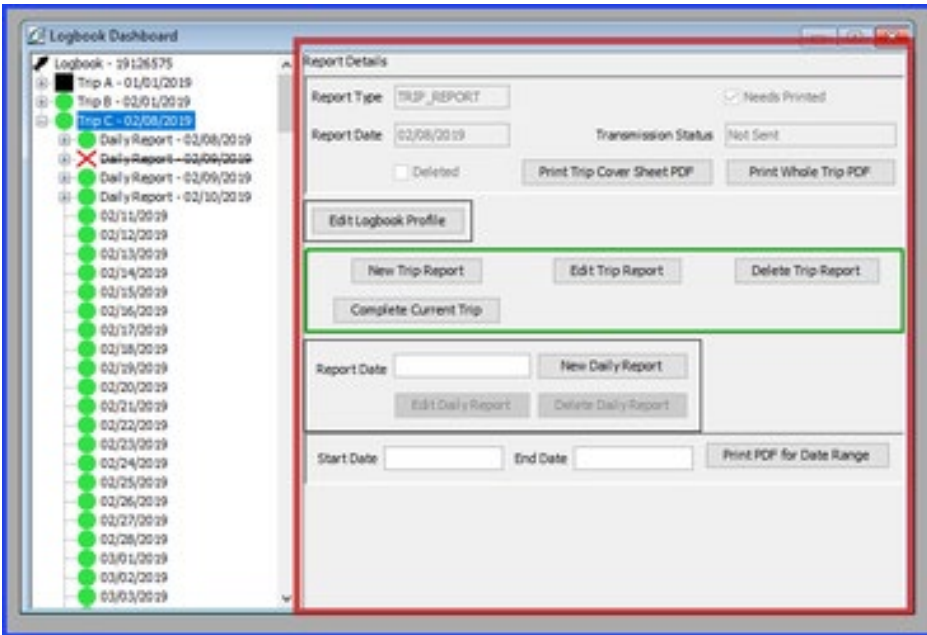 Logbook Dashboard
Logbook - 19126575
Trip A - 01/01/2019
Trip B - 02/01/2019
Trip C - 02/08/2019
Daily Report - 02/08/2019
Daily Report - 02/09/2019
Daily Report - 02/09/2019
Daily Report - 02/10/2019
02/11/2019
02/12/2019
02/13/2019
02/14/2019
02/15/2019
02/16/2019
02/17/2019
02/18/2019
02/19/2019
02/20/2019
02/21/2019
02/22/2019
02/23/2019
02/24/2019
02/25/2019
02/26/2019
02/27/2019
02/28/2019
03/01/2019
03/02/2019
03/03/2019
Report Details
Report Type TRIP_REPORT Needs Printed
Report Date 02/08/2019 Transmission Status Not Sent
Deleted Print Trip Cover Sheet PDF Print Whole Trip PDF
Edit Logbook Profile
New Trip Report Edit Trip Report Delete Trip Report
Complete Current Trip
Report Date New Daily Report
Edit Daily Report Delete Daily Report
Start Date End Date Print PDF for Date Range